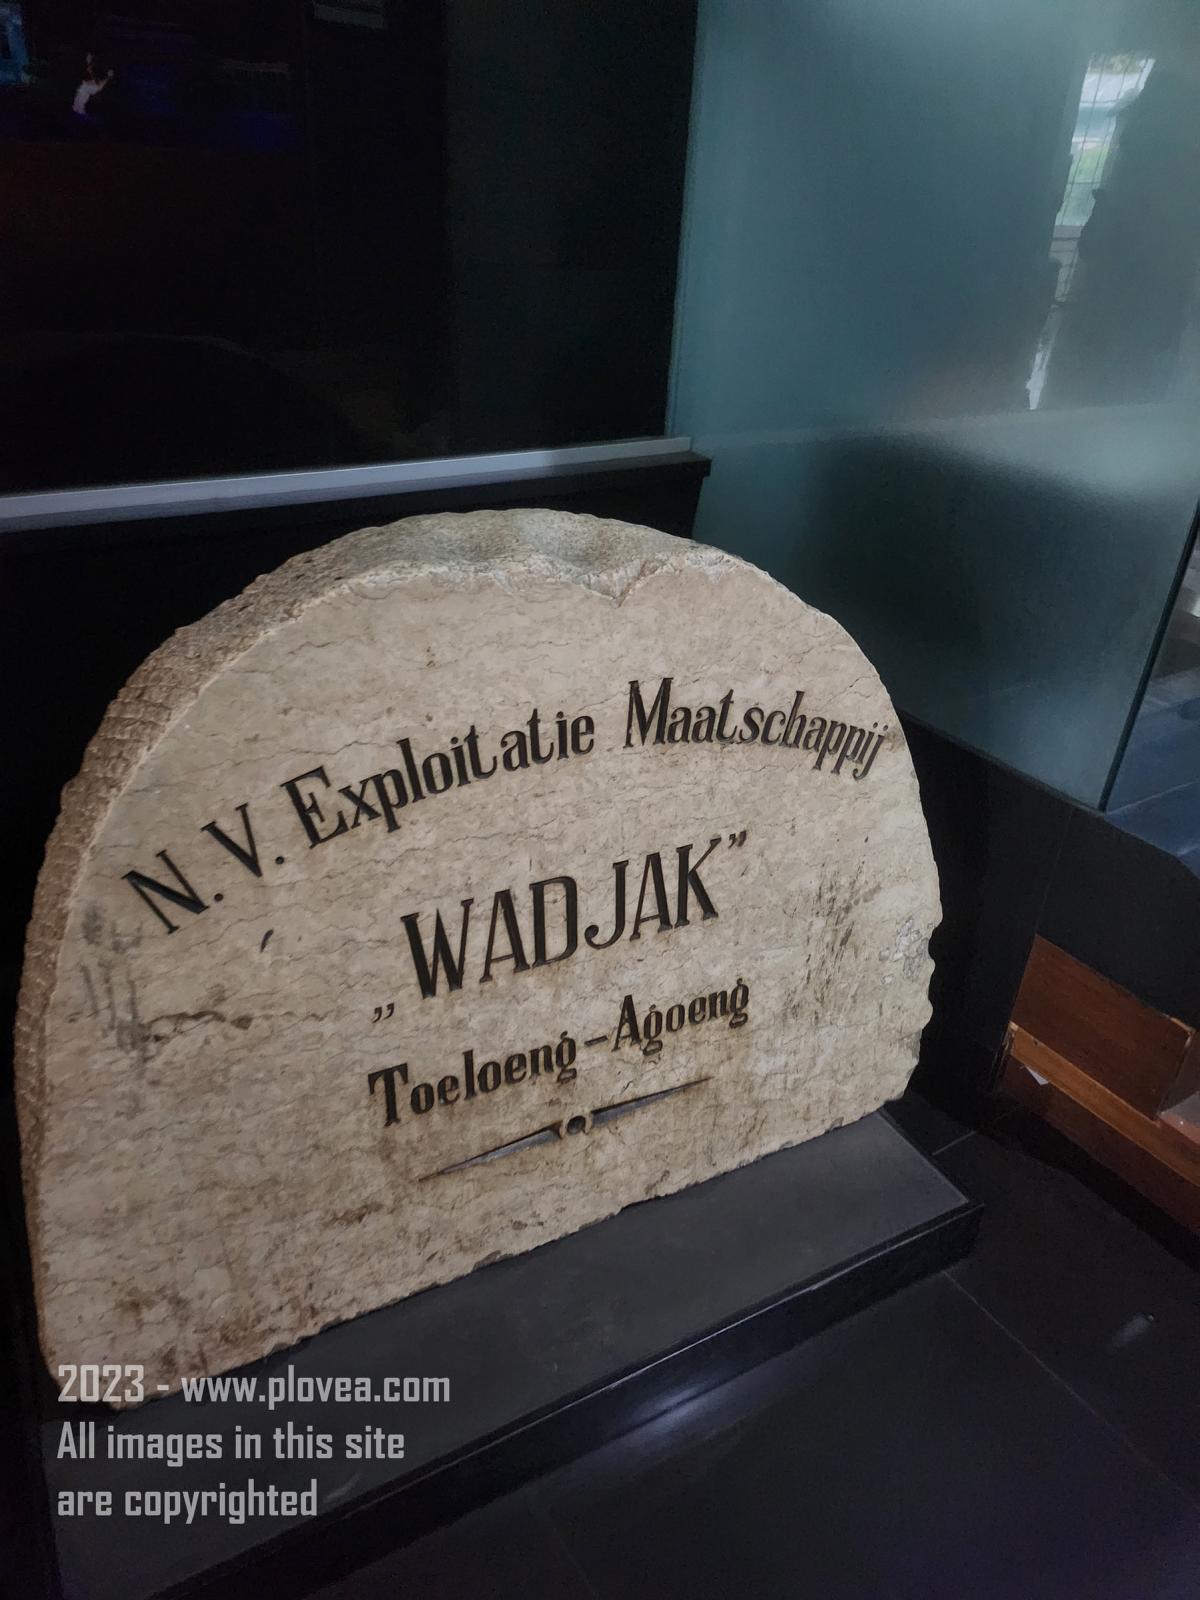 N.V. Exploitatie Maatschappij
„WADJAK”
Toeloeng-Agoeng
2023 - www.plovea.com
All images in this site
are copyrighted